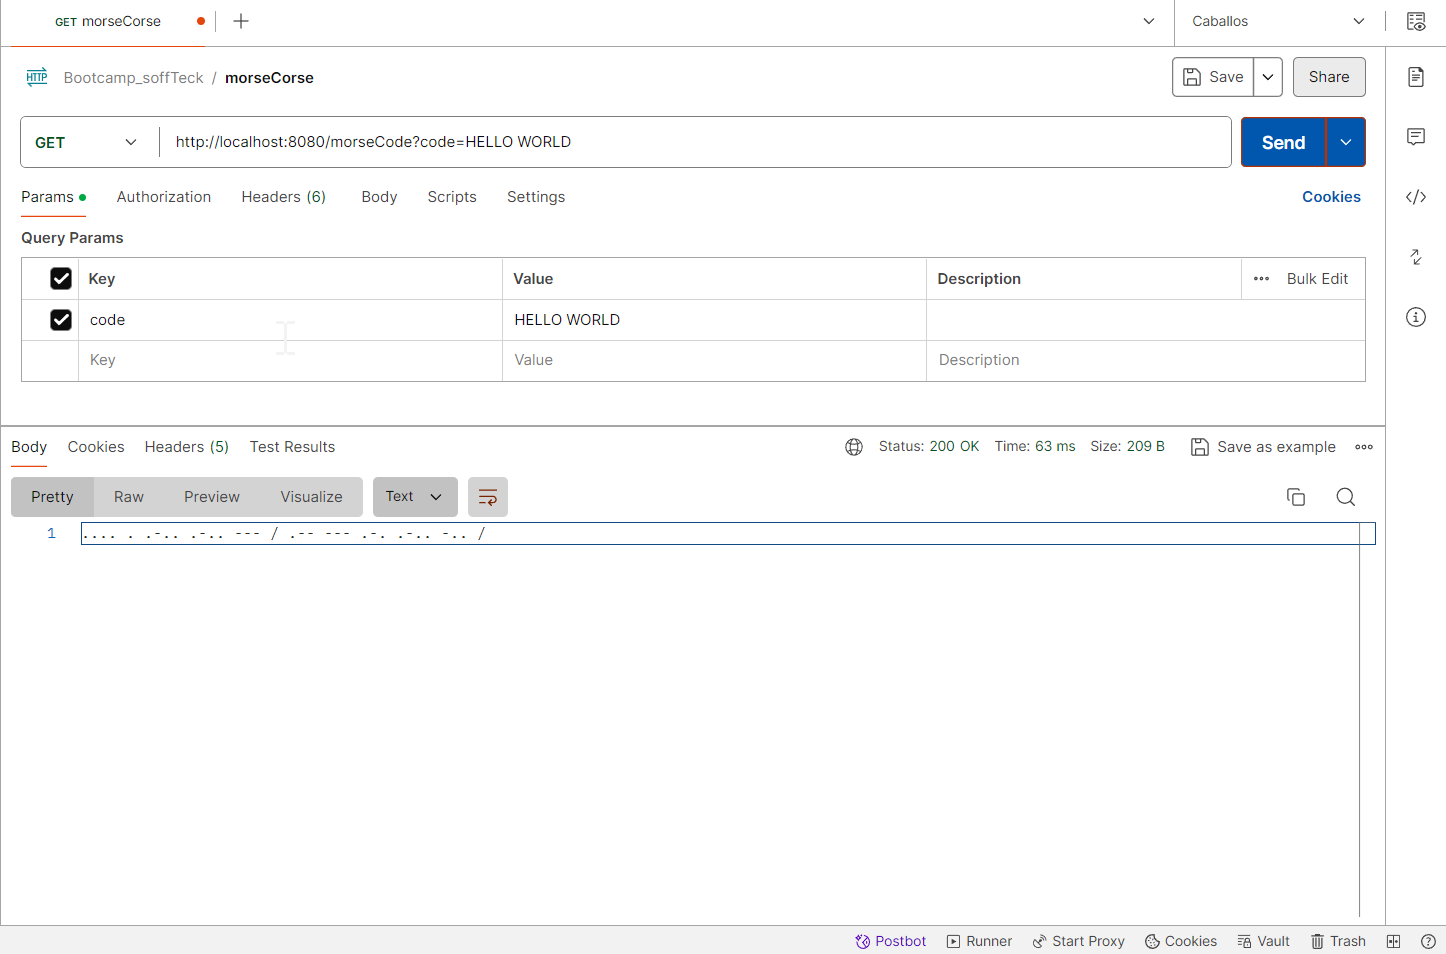 GET morseCorse
Caballos
HTTP Bootcamp_soffTeck / morseCorse
Save
Share
GET http://localhost:8080/morseCode?code=HELLO WORLD
Send
Params Authorization Headers (6) Body Scripts Settings Cookies
Query Params
Key Value Description ••• Bulk Edit
code HELLO WORLD
Key Value Description
Body Cookies Headers (5) Test Results Status: 200 OK Time: 63 ms Size: 209 B Save as example
Pretty Raw Preview Visualize Text
1 .... . .-.. .-.. --- / .-- --- .-. .-.. -.. /
Postbot Runner Start Proxy Cookies Vault Trash